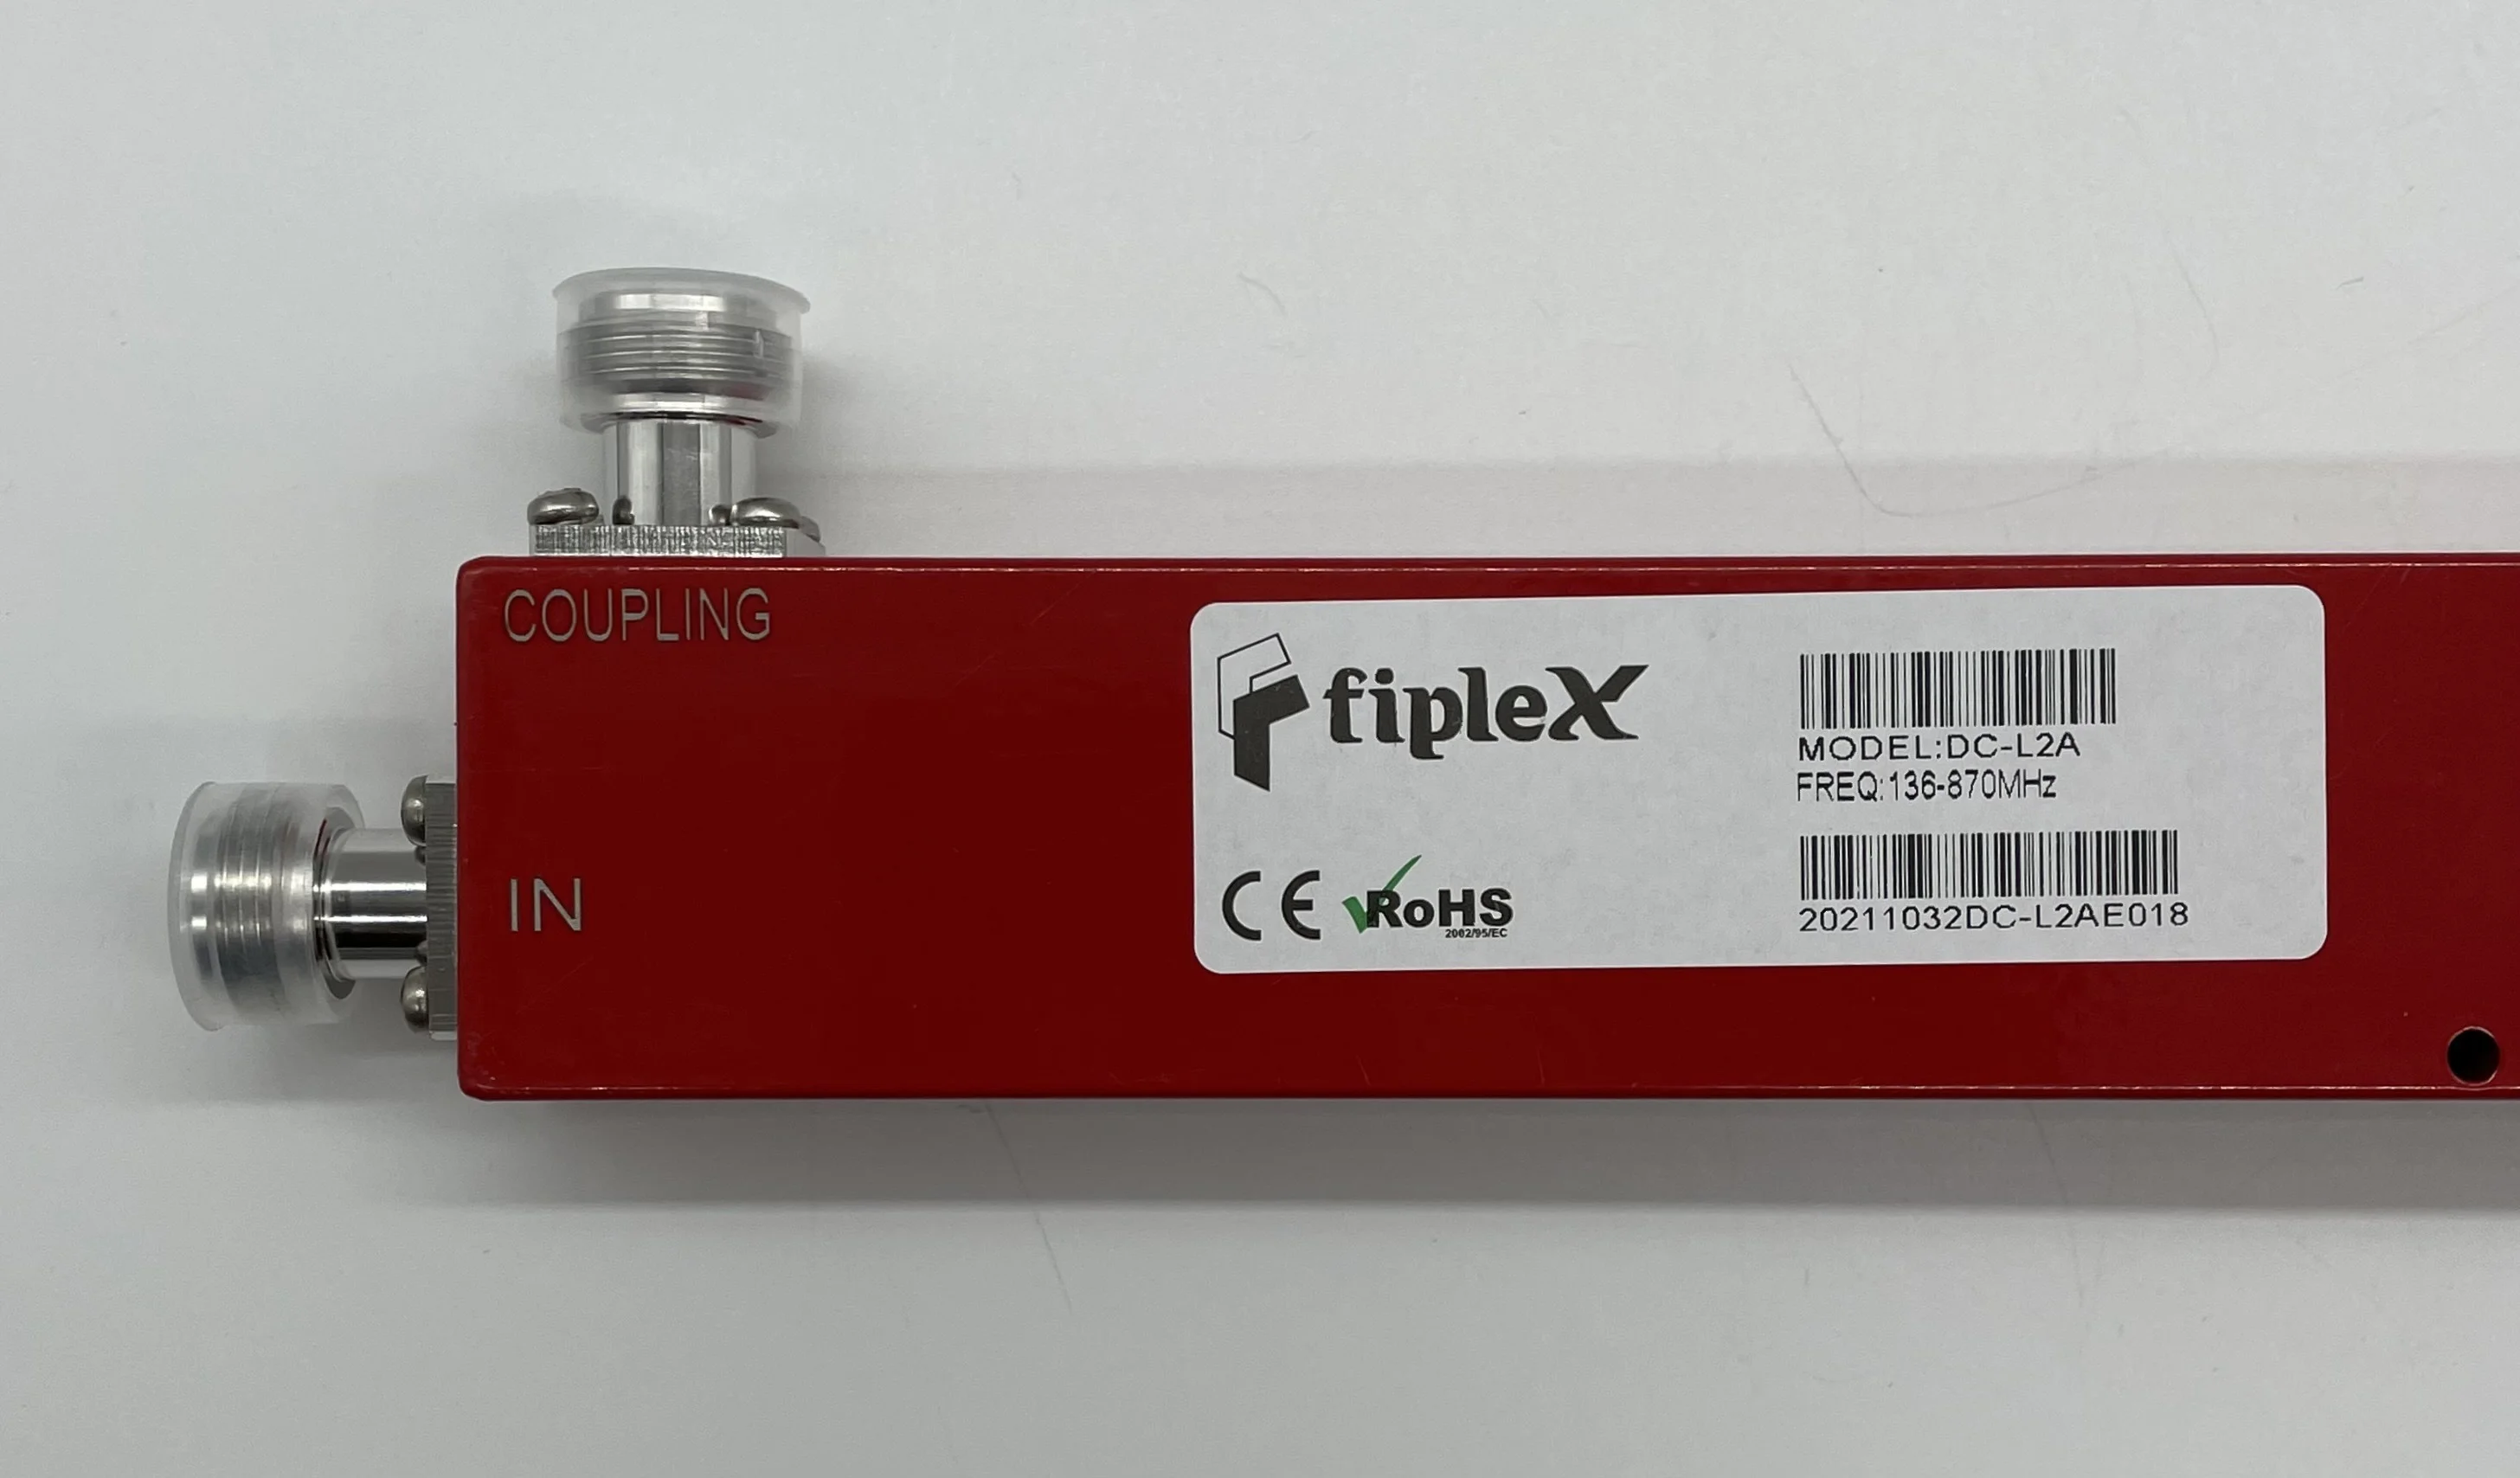 COUPLING
IN
fipleX
CE RoHS
2002/95/EC
MODEL:DC-L2A
FREQ:136-870MHz
20211032DC-L2AE018